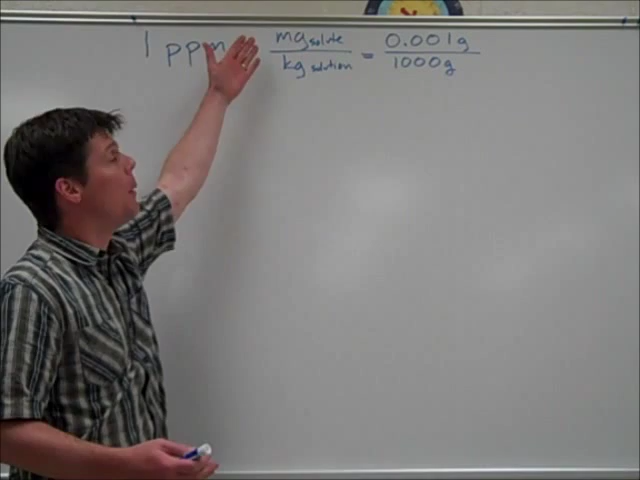 1 ppm mg solute / kg solution = 0.001g / 1000g